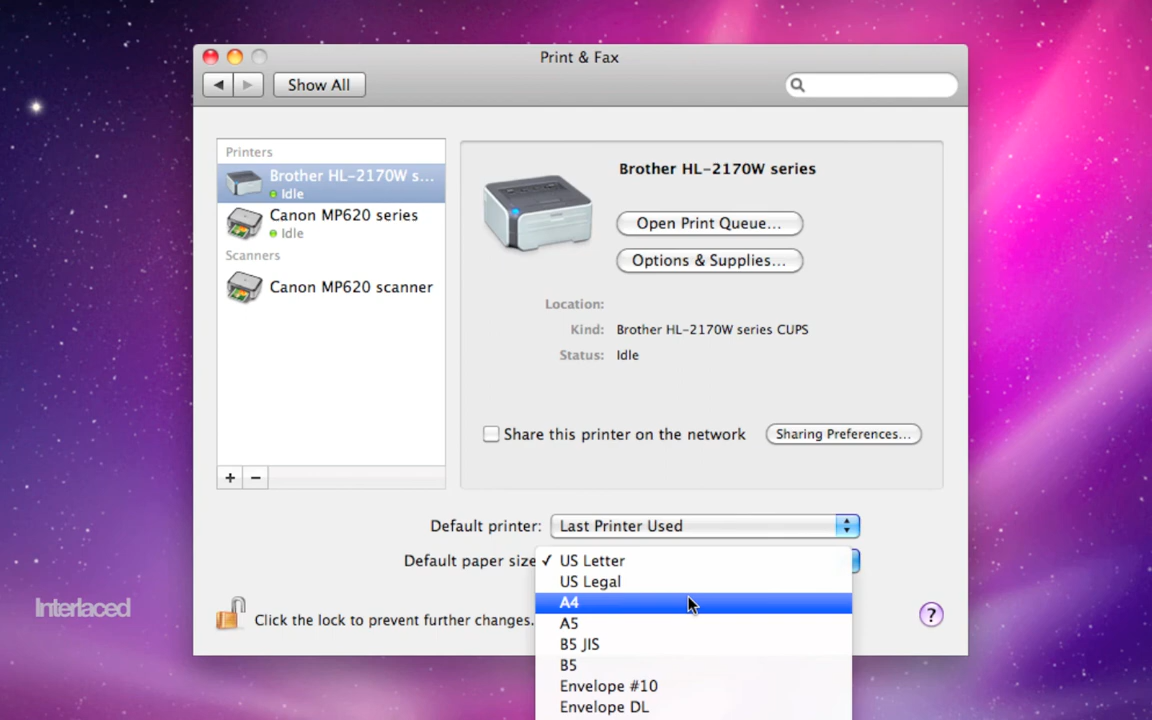 Print & Fax
Show All
Printers
Brother HL-2170W s...
Idle
Canon MP620 series
Idle
Scanners
Canon MP620 scanner
+ −
Brother HL-2170W series
Open Print Queue...
Options & Supplies...
Location:
Kind: Brother HL-2170W series CUPS
Status: Idle
Share this printer on the network
Sharing Preferences...
Default printer: Last Printer Used
Default paper size
✓ US Letter
US Legal
A4
A5
B5 JIS
B5
Envelope #10
Envelope DL
Click the lock to prevent further changes.
?
Interlaced